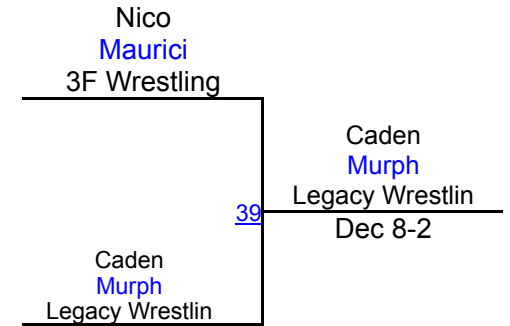 Nico
Maurici
3F Wrestling
Caden
Murph
Legacy Wrestlin
39
Dec 8-2
Caden
Murph
Legacy Wrestlin